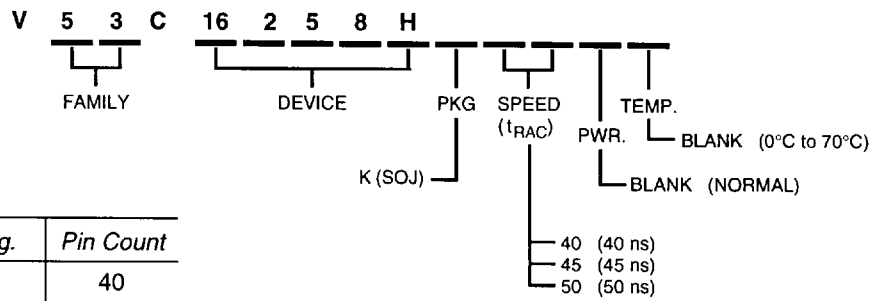 V 5 3 C 16 2 5 8 H
FAMILY DEVICE PKG SPEED TEMP.
(tRAC) PWR.
BLANK (0°C to 70°C)
K (SOJ) BLANK (NORMAL)
g. Pin Count
40
40 (40 ns)
45 (45 ns)
50 (50 ns)